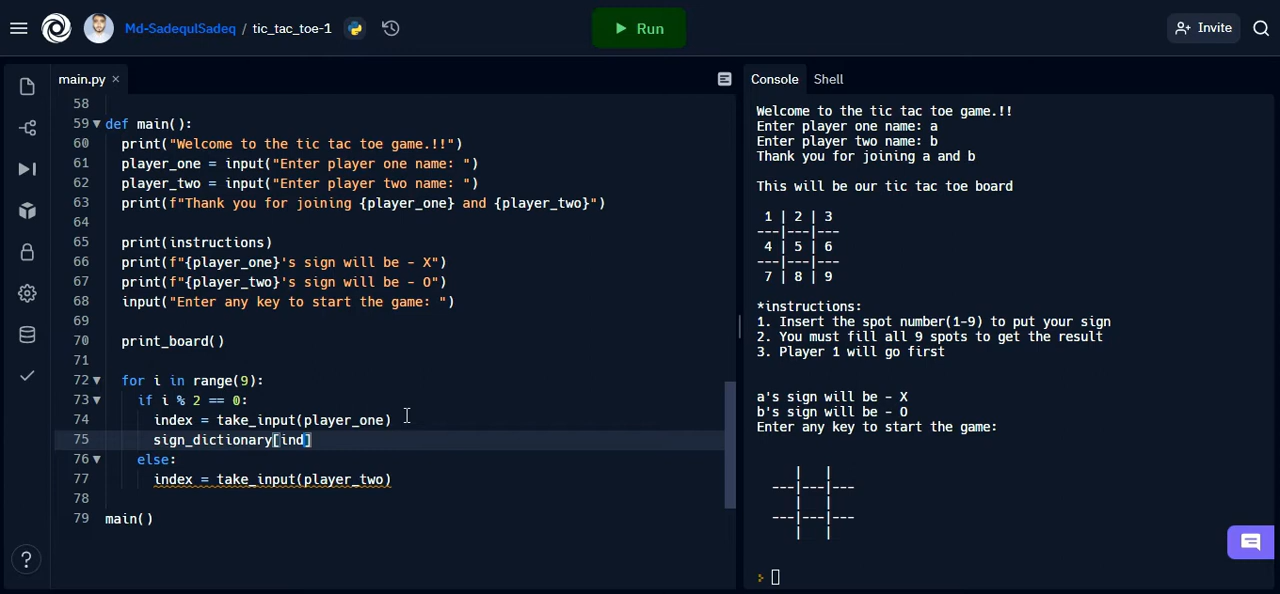 Md-SadequlSadeq / tic_tac_toe-1
Run
Invite
main.py ×
58
59 def main():
60 print("Welcome to the tic tac toe game.!!")
61 player_one = input("Enter player one name: ")
62 player_two = input("Enter player two name: ")
63 print(f"Thank you for joining {player_one} and {player_two}")
64
65 print(instructions)
66 print(f"{player_one}'s sign will be - X")
67 print(f"{player_two}'s sign will be - O")
68 input("Enter any key to start the game: ")
69
70 print_board()
71
72 for i in range(9):
73 if i % 2 == 0:
74 index = take_input(player_one)
75 sign_dictionary[ind]
76 else:
77 index = take_input(player_two)
78
79 main()
?
Console Shell
Welcome to the tic tac toe game.!!
Enter player one name: a
Enter player two name: b
Thank you for joining a and b
This will be our tic tac toe board
1 | 2 | 3
---|---|---
4 | 5 | 6
---|---|---
7 | 8 | 9
*instructions:
1. Insert the spot number(1-9) to put your sign
2. You must fill all 9 spots to get the result
3. Player 1 will go first
a's sign will be - X
b's sign will be - O
Enter any key to start the game:
| |
---|---|---
| |
---|---|---
| |